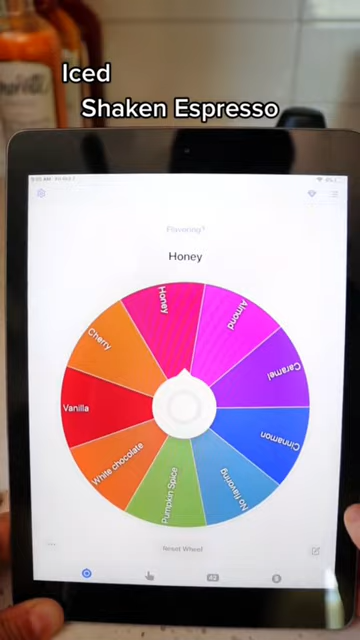 Iced
Shaken Espresso
Flavoring?
Honey
Honey
Almond
Cherry
Caramel
Vanilla
Cinnamon
White chocolate
No flavoring
Pumpkin Spice
Reset Wheel